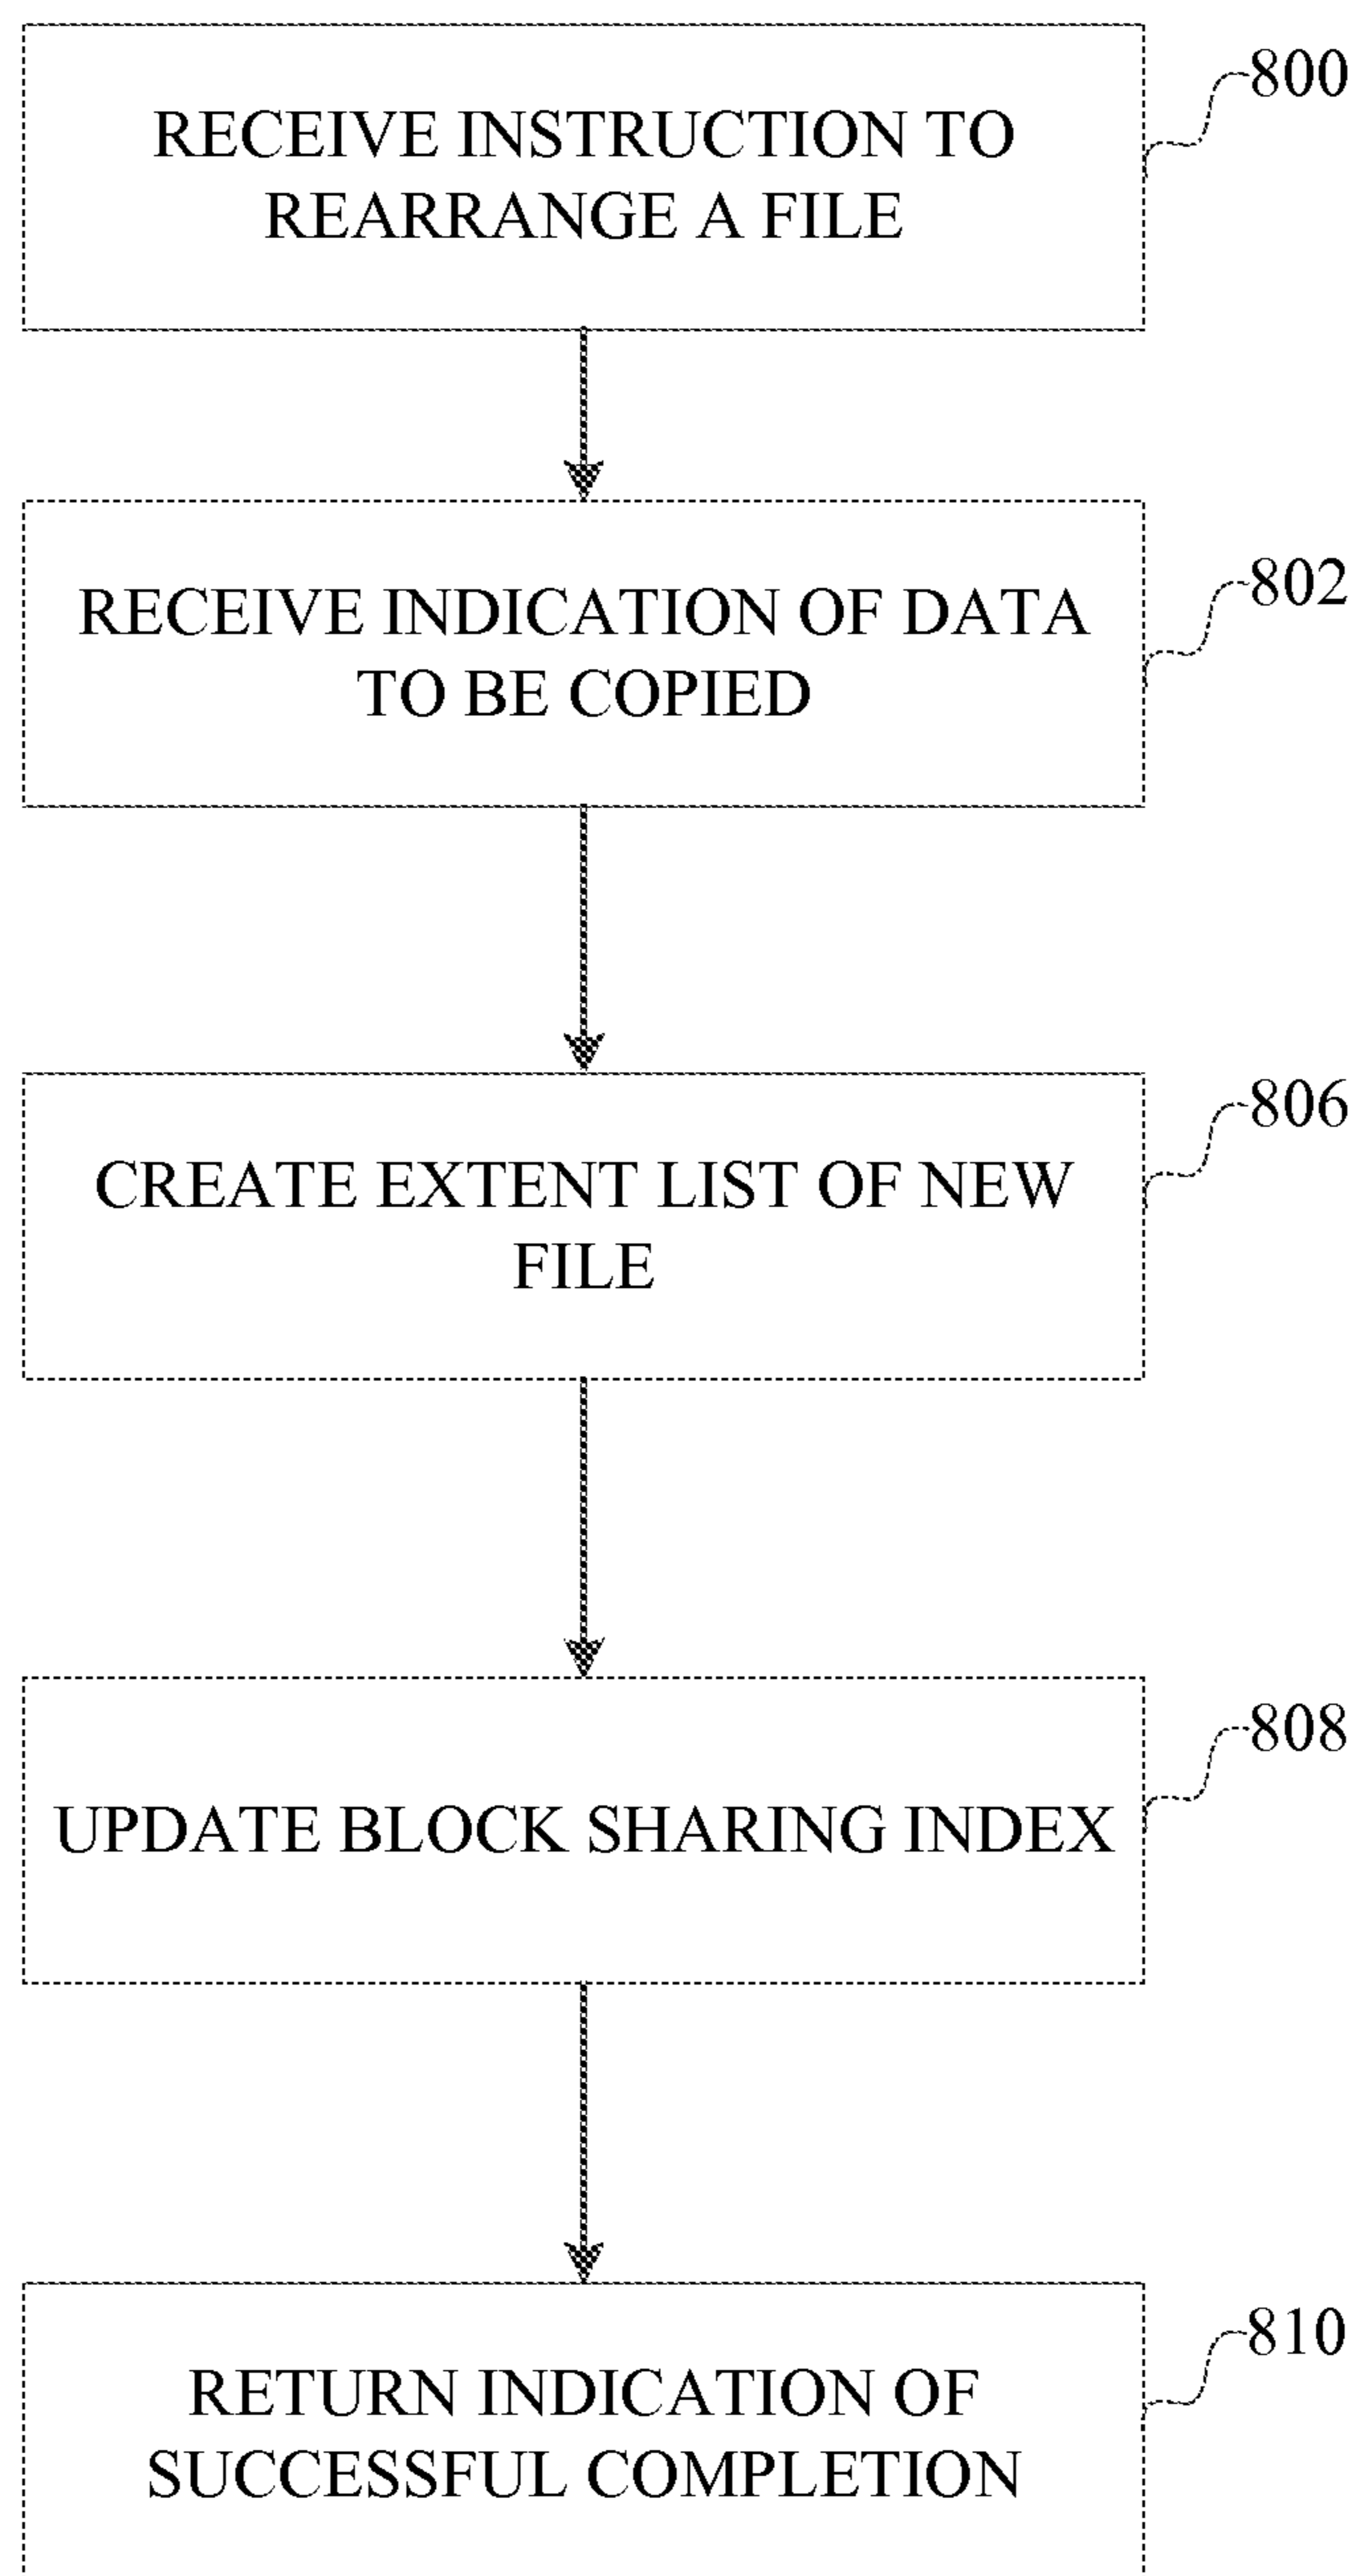 RECEIVE INSTRUCTION TO
REARRANGE A FILE
800
RECEIVE INDICATION OF DATA
TO BE COPIED
802
CREATE EXTENT LIST OF NEW
FILE
806
UPDATE BLOCK SHARING INDEX
808
RETURN INDICATION OF
SUCCESSFUL COMPLETION
810